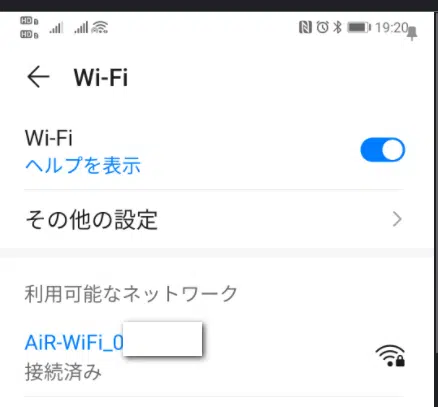 HD B
HD B
19:20
Wi-Fi
Wi-Fi
ヘルプを表示
その他の設定
利用可能なネットワーク
AiR-WiFi_0
接続済み